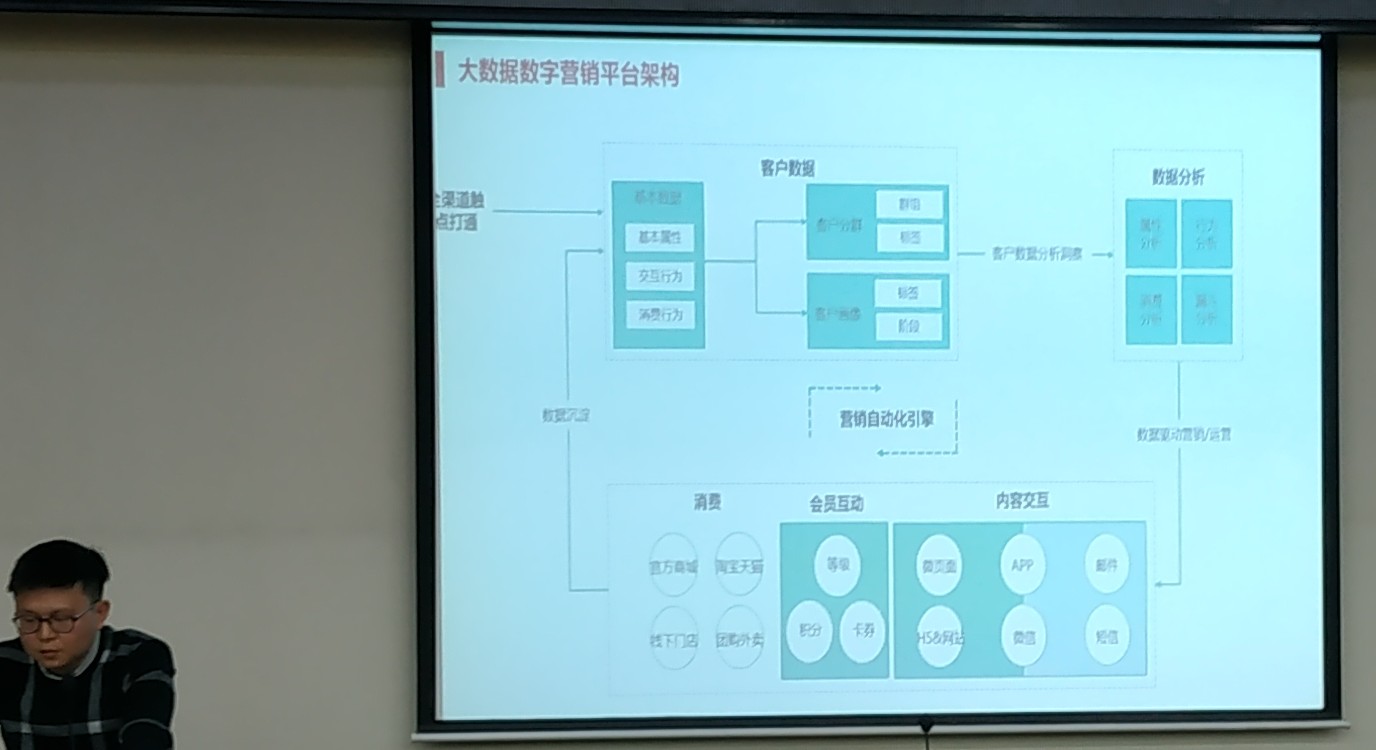 大数据数字营销平台架构
客户数据
数据分析
全渠道触
点打通
基本数据
基本属性
交互行为
消费行为
客户分群
群组
标签
客户画像
标签
阶段
客户数据分析洞察
属性
分析
行为
分析
消费
分析
分析
数据沉淀
营销自动化引擎
数据驱动营销/运营
消费
会员互动
内容交互
官方商城
淘宝天猫
等级
微页面
APP
邮件
线下门店
团购外卖
积分
卡券
H5&网站
微信
短信